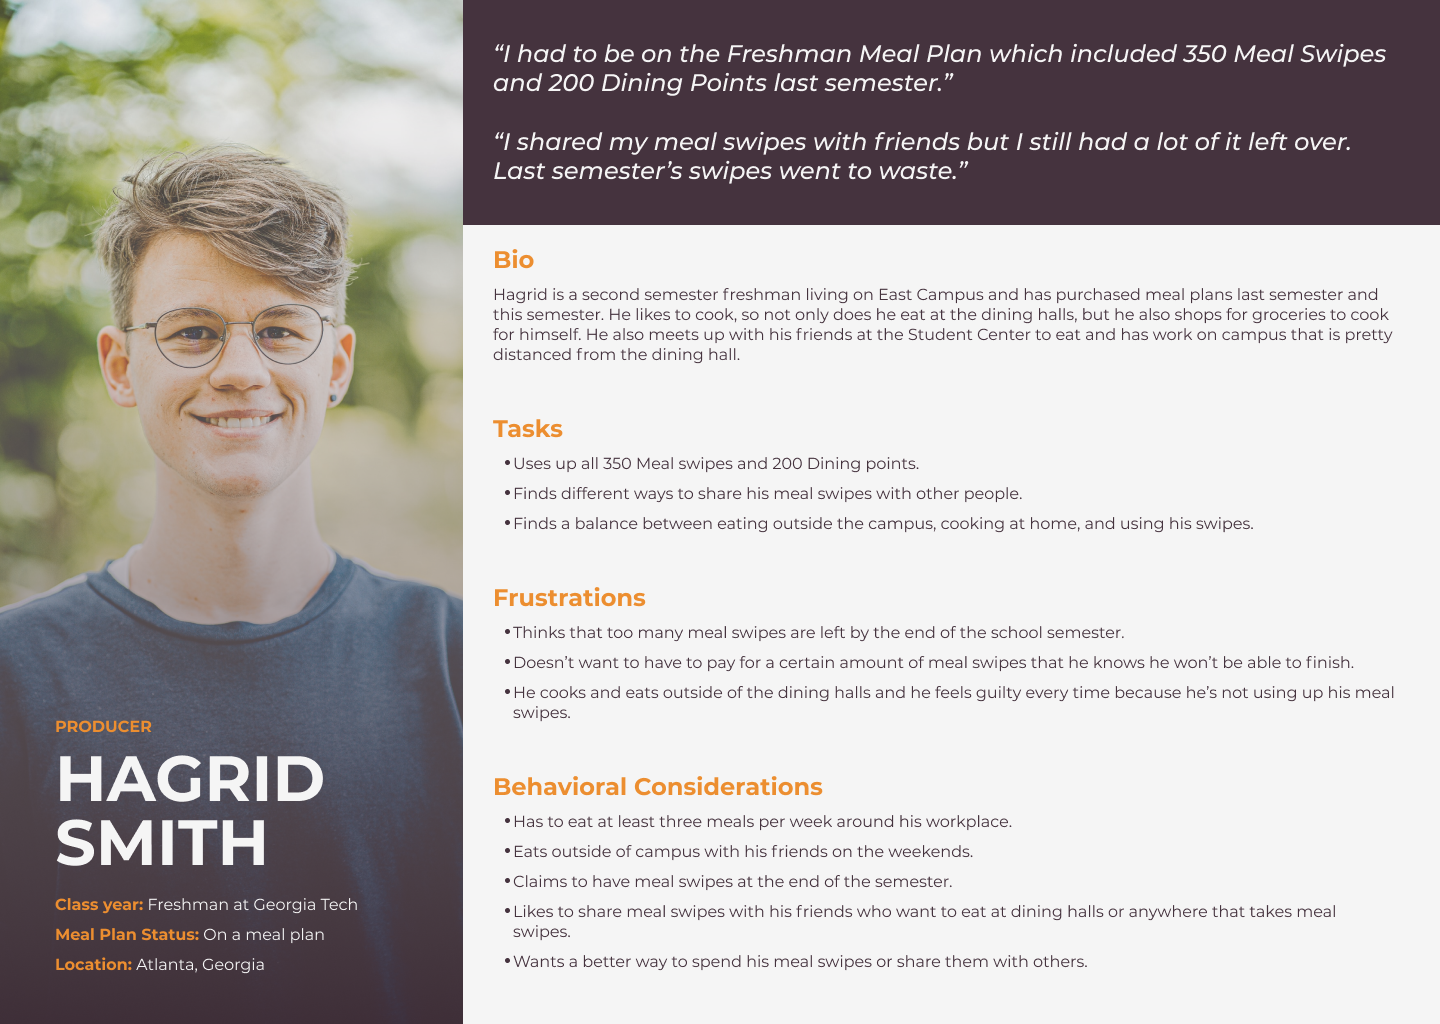 “I had to be on the Freshman Meal Plan which included 350 Meal Swipes
and 200 Dining Points last semester.”
“I shared my meal swipes with friends but I still had a lot of it left over.
Last semester’s swipes went to waste.”
Bio
Hagrid is a second semester freshman living on East Campus and has purchased meal plans last semester and
this semester. He likes to cook, so not only does he eat at the dining halls, but he also shops for groceries to cook
for himself. He also meets up with his friends at the Student Center to eat and has work on campus that is pretty
distanced from the dining hall.
Tasks
•Uses up all 350 Meal swipes and 200 Dining points.
•Finds different ways to share his meal swipes with other people.
•Finds a balance between eating outside the campus, cooking at home, and using his swipes.
Frustrations
•Thinks that too many meal swipes are left by the end of the school semester.
•Doesn’t want to have to pay for a certain amount of meal swipes that he knows he won’t be able to finish.
•He cooks and eats outside of the dining halls and he feels guilty every time because he’s not using up his meal
swipes.
Behavioral Considerations
•Has to eat at least three meals per week around his workplace.
•Eats outside of campus with his friends on the weekends.
•Claims to have meal swipes at the end of the semester.
•Likes to share meal swipes with his friends who want to eat at dining halls or anywhere that takes meal
swipes.
•Wants a better way to spend his meal swipes or share them with others.
PRODUCER
HAGRID
SMITH
Class year: Freshman at Georgia Tech
Meal Plan Status: On a meal plan
Location: Atlanta, Georgia